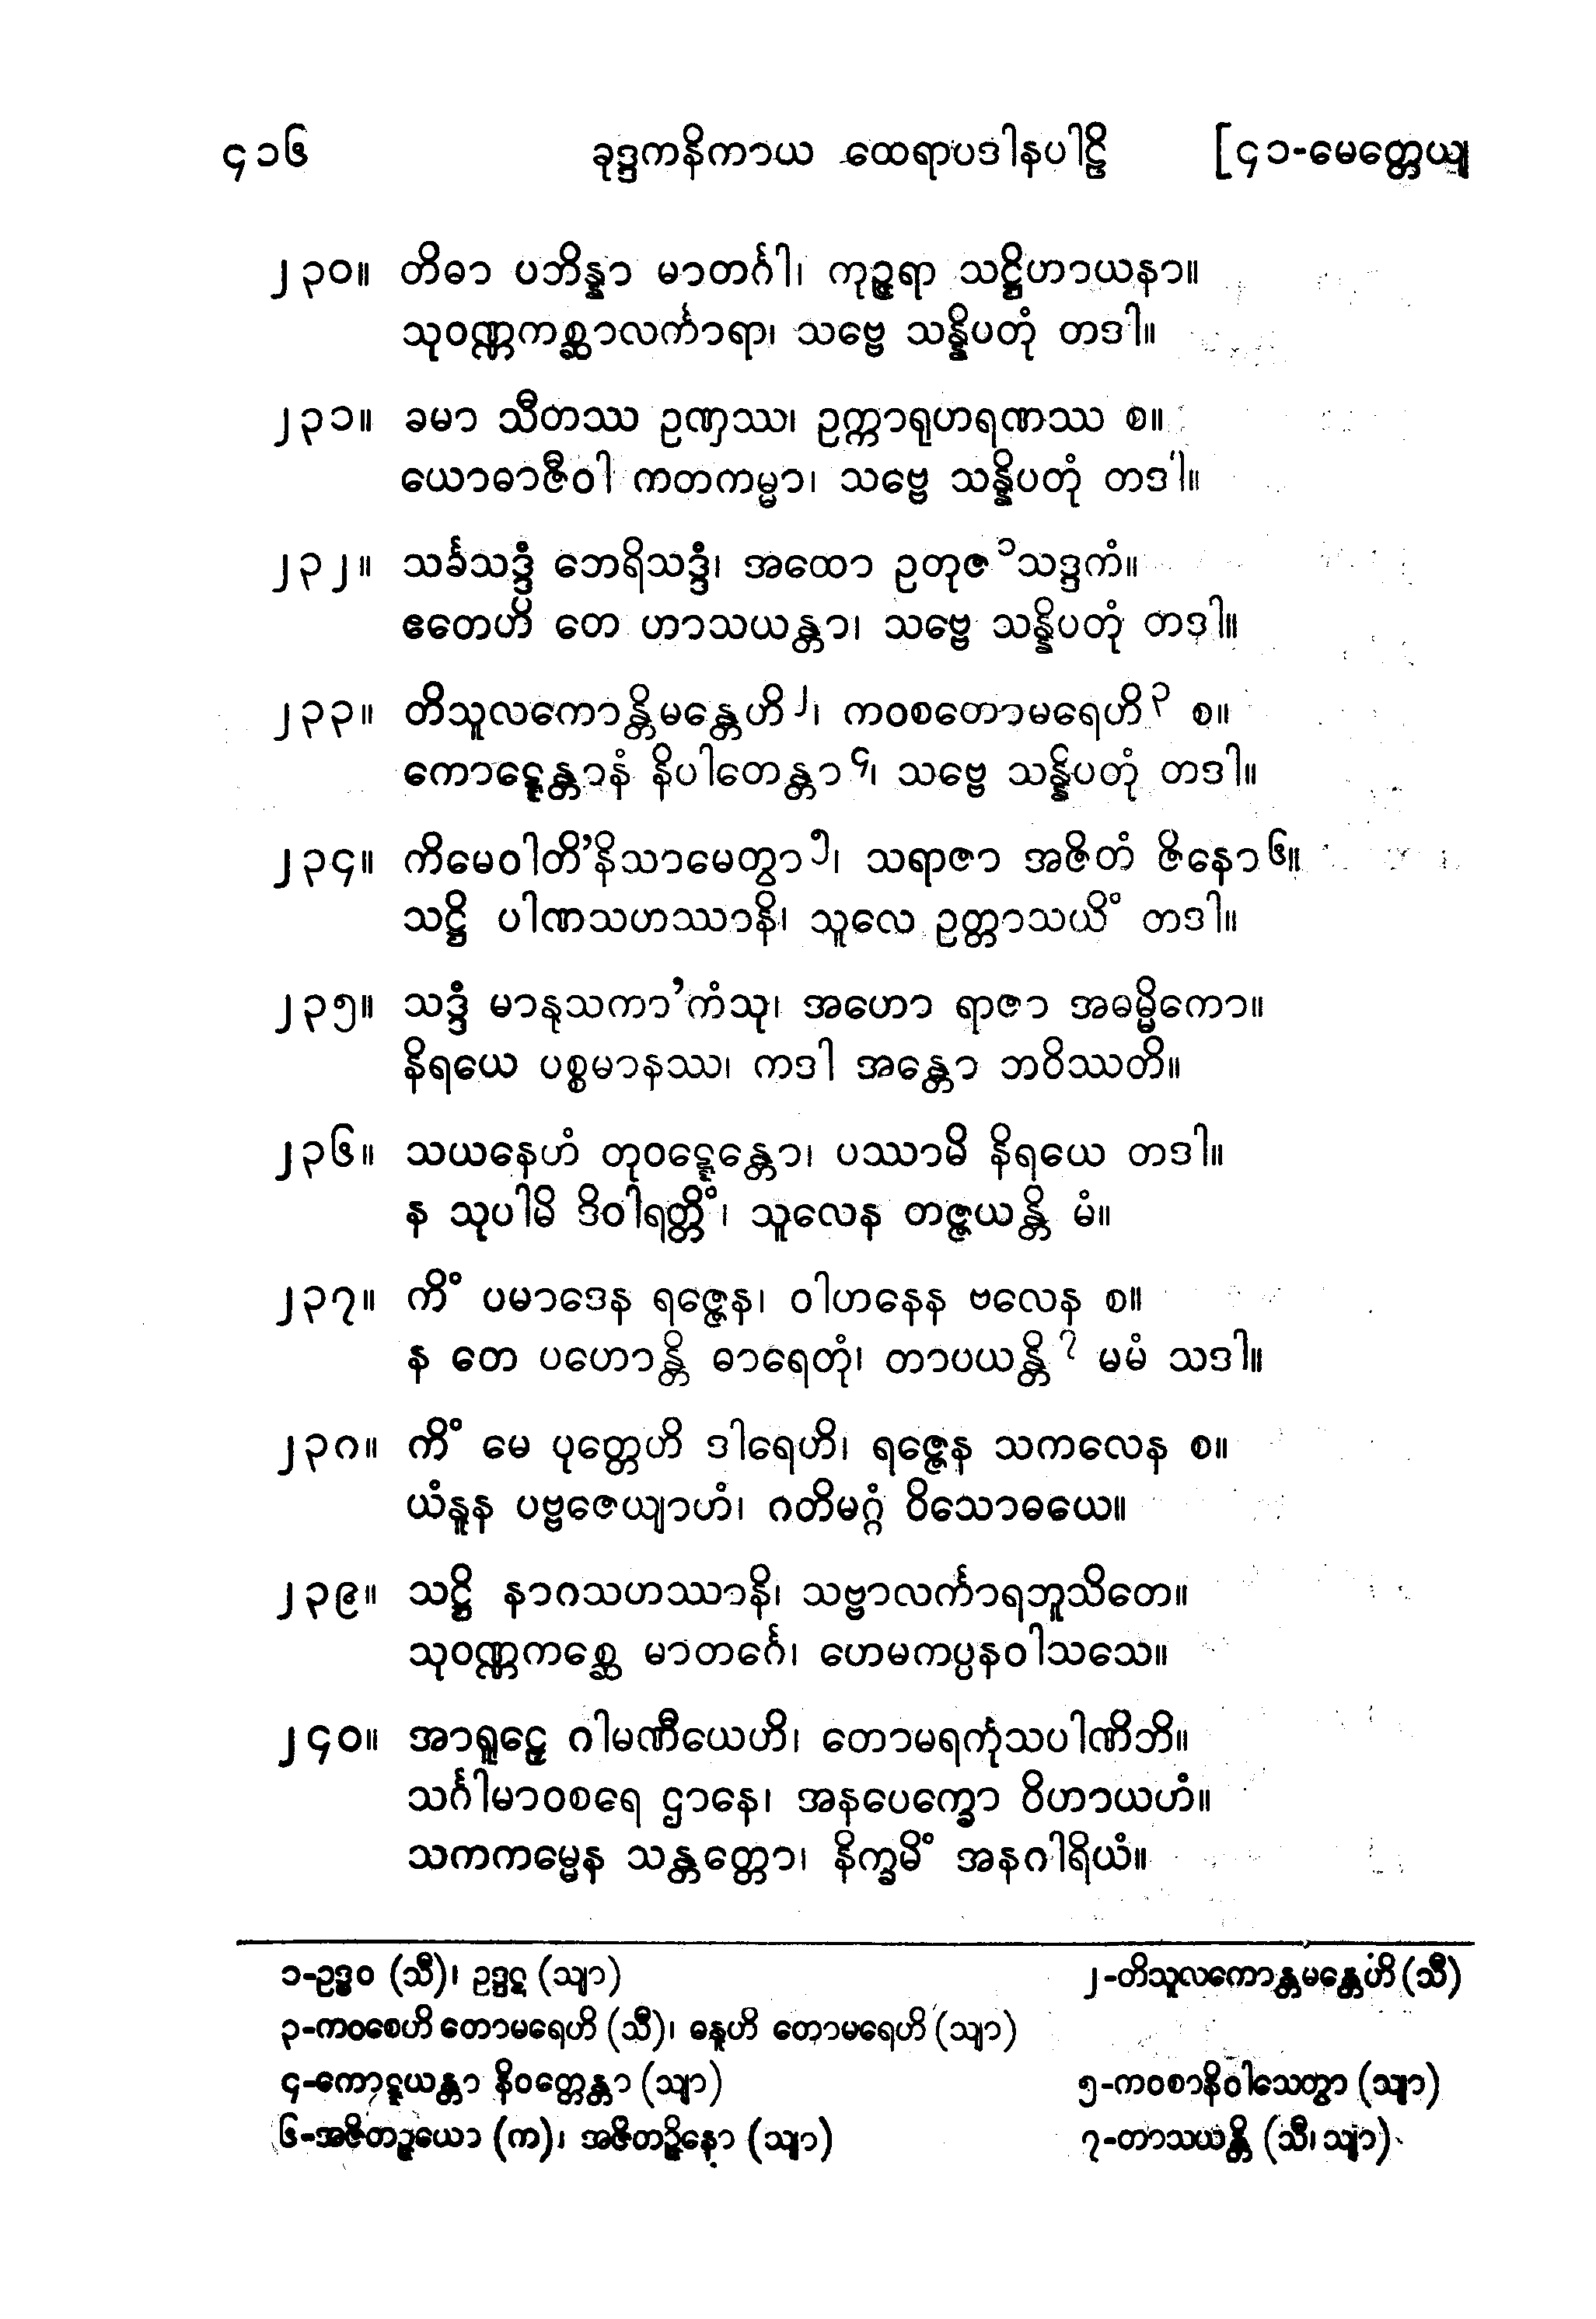 ၄၁၆ ခုဒ္ဒကနိကာယ ထေရာပဒါနပါဠိ [၄၁-မေတ္တေယျ
၂၃၀။ တိဓာ ပဘိန္နာ မာတင်္ဂါ၊ ကုဉ္ဇရာ သဋ္ဌိဟာယနာ။
သုဝဏ္ဏကစ္ဆာလင်္ကာရာ၊ သဗ္ဗေ သန္နိပတုံ တဒါ။
၂၃၁။ ခမာ သီတဿ ဥဏှဿ၊ ဥက္ကာရုဟရဏဿ စ။
ယောဓာဇီဝါ ကတကမ္မာ၊ သဗ္ဗေ သန္နိပတုံ တဒါ။
၂၃၂။ သင်္ခသဒ္ဒံ ဘေရိသဒ္ဒံ၊ အထော ဥတုဇ၁သဒ္ဒကံ။
ဧတေဟိ တေ ဟာသယန္တာ၊ သဗ္ဗေ သန္နိပတုံ တဒါ။
၂၃၃။ တိသူလကောန္တိမန္တေဟိ၂၊ ကဝစတောမရေဟိ၃ စ။
ကောဋ္ဋေန္တာနံ နိပါတေန္တာ၄၊ သဗ္ဗေ သန္နိပတုံ တဒါ။
၂၃၄။ ကိမေဝါတိ’နိသာမေတွာ၅၊ သရာဇာ အဇိတံ ဇိနော၆။
သဋ္ဌိ ပါဏသဟဿာနိ၊ သူလေ ဥတ္တာသယိံ တဒါ။
၂၃၅။ သဒ္ဒံ မာနုသကာ’ကံသု၊ အဟော ရာဇာ အဓမ္မိကော။
နိရယေ ပစ္စမာနဿ၊ ကဒါ အန္တော ဘဝိဿတိ။
၂၃၆။ သယနေဟံ တုဝဋ္ဋေန္တော၊ ပဿာမိ နိရယေ တဒါ။
န သုပါမိ ဒိဝါရတ္တိံ၊ သူလေန တဇ္ဇယန္တိ မံ။
၂၃၇။ ကိံ ပမာဒေန ရဇ္ဇေန၊ ဝါဟနေန ဗလေန စ။
န တေ ပဟောန္တိ ဓာရေတုံ၊ တာပယန္တိ၇ မမံ သဒါ။
၂၃၈။ ကိံ မေ ပုတ္တေဟိ ဒါရေဟိ၊ ရဇ္ဇေန သကလေန စ။
ယံနူန ပဗ္ဗဇေယျာဟံ၊ ဂတိမဂ္ဂံ ဝိသောဓယေ။
၂၃၉။ သဋ္ဌိ နာဂသဟဿာနိ၊ သဗ္ဗာလင်္ကာရဘူသိတေ။
သုဝဏ္ဏကစ္ဆေ မာတင်္ဂေ၊ ဟေမကပ္ပနဝါသသေ။
၂၄၀။ အာရူဠှေ ဂါမဏီယေဟိ၊ တောမရင်္ကုသပါဏိဘိ။
သင်္ဂါမာဝစရေ ဌာနေ၊ အနပေက္ခော ဝိဟာယဟံ။
သကကမ္မေန သန္တတ္တော၊ နိက္ခမိံ အနဂါရိယံ။
၁-ဥဒ္ဓဝ (သီ)၊ ဥဒ္ဓဋ (သျာ) ၂-တိသူလကောန္တမန္တေဟိ (သီ)
၃-ကဝစေဟိ တောမရေဟိ (သီ)၊ ဓနူဟိ တောမရေဟိ (သျာ)
၄-ကောဋ္ဋယန္တာ နိဝတ္တေန္တာ (သျာ) ၅-ကဝစာနိဝါသေတွာ (သျာ)
၆-အဇိတဉ္ဇယော (က)၊ အဇိတဉ္ဇိနော (သျာ) ၇-တာသယန္တိ (သီ၊ သျာ)